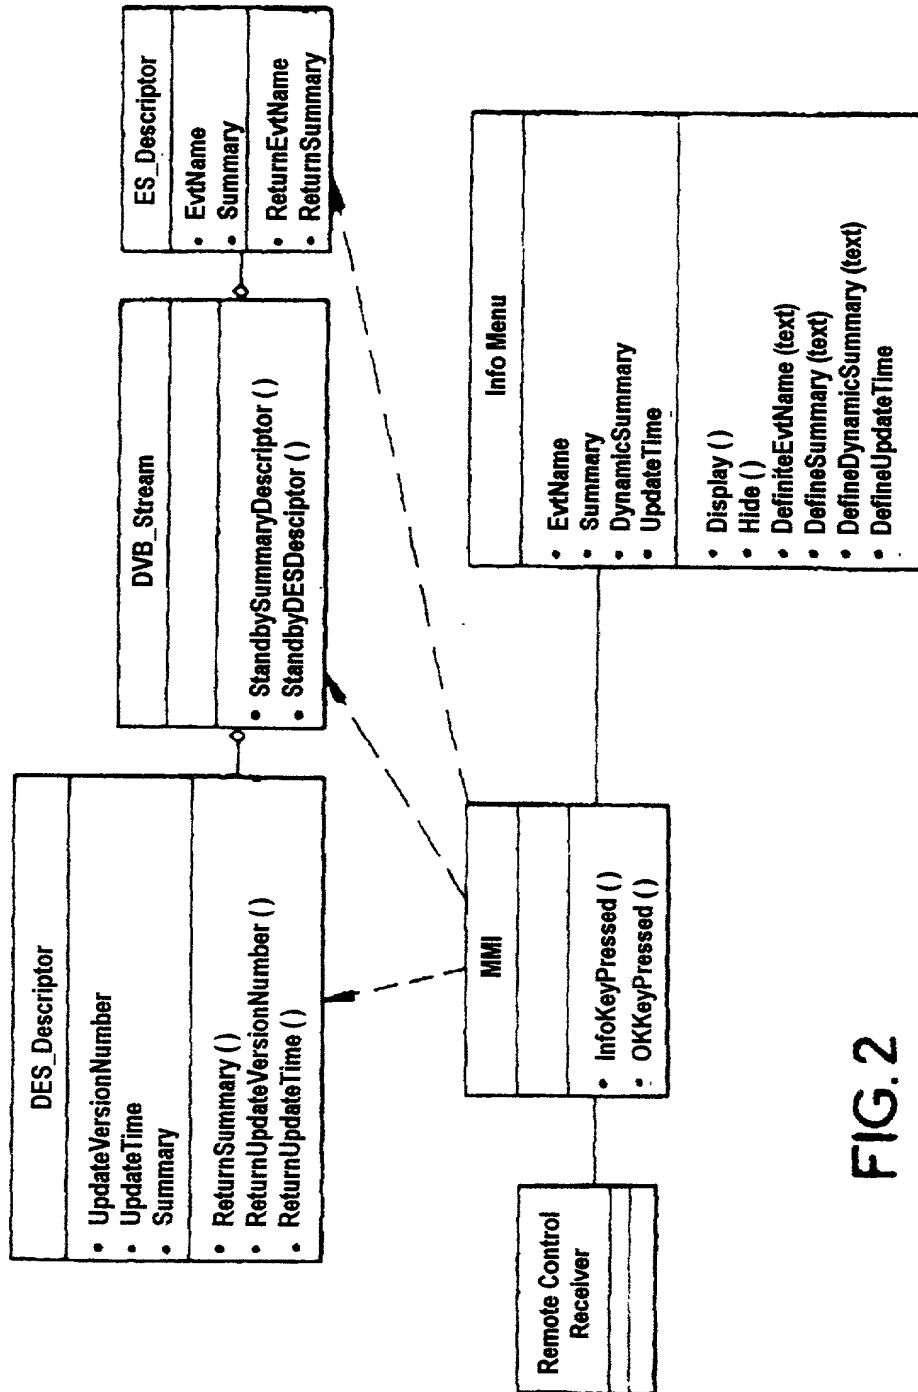 DES_Descriptor
• UpdateVersionNumber
• UpdateTime
• Summary
• ReturnSummary ( )
• ReturnUpdateVersionNumber ( )
• ReturnUpdateTime ( )
DVB_Stream
• StandbySummaryDescriptor ( )
• StandbyDESDesciptor ( )
ES_Descriptor
• EvtName
• Summary
• ReturnEvtName
• ReturnSummary
Remote Control
Receiver
MMI
• InfoKeyPressed ( )
• OKKeyPressed ( )
Info Menu
• EvtName
• Summary
• DynamicSummary
• UpdateTime
• Display ( )
• Hide ( )
• DefiniteEvtName (text)
• DefineSummary (text)
• DefineDynamicSummary (text)
• DefineUpdateTime
FIG. 2